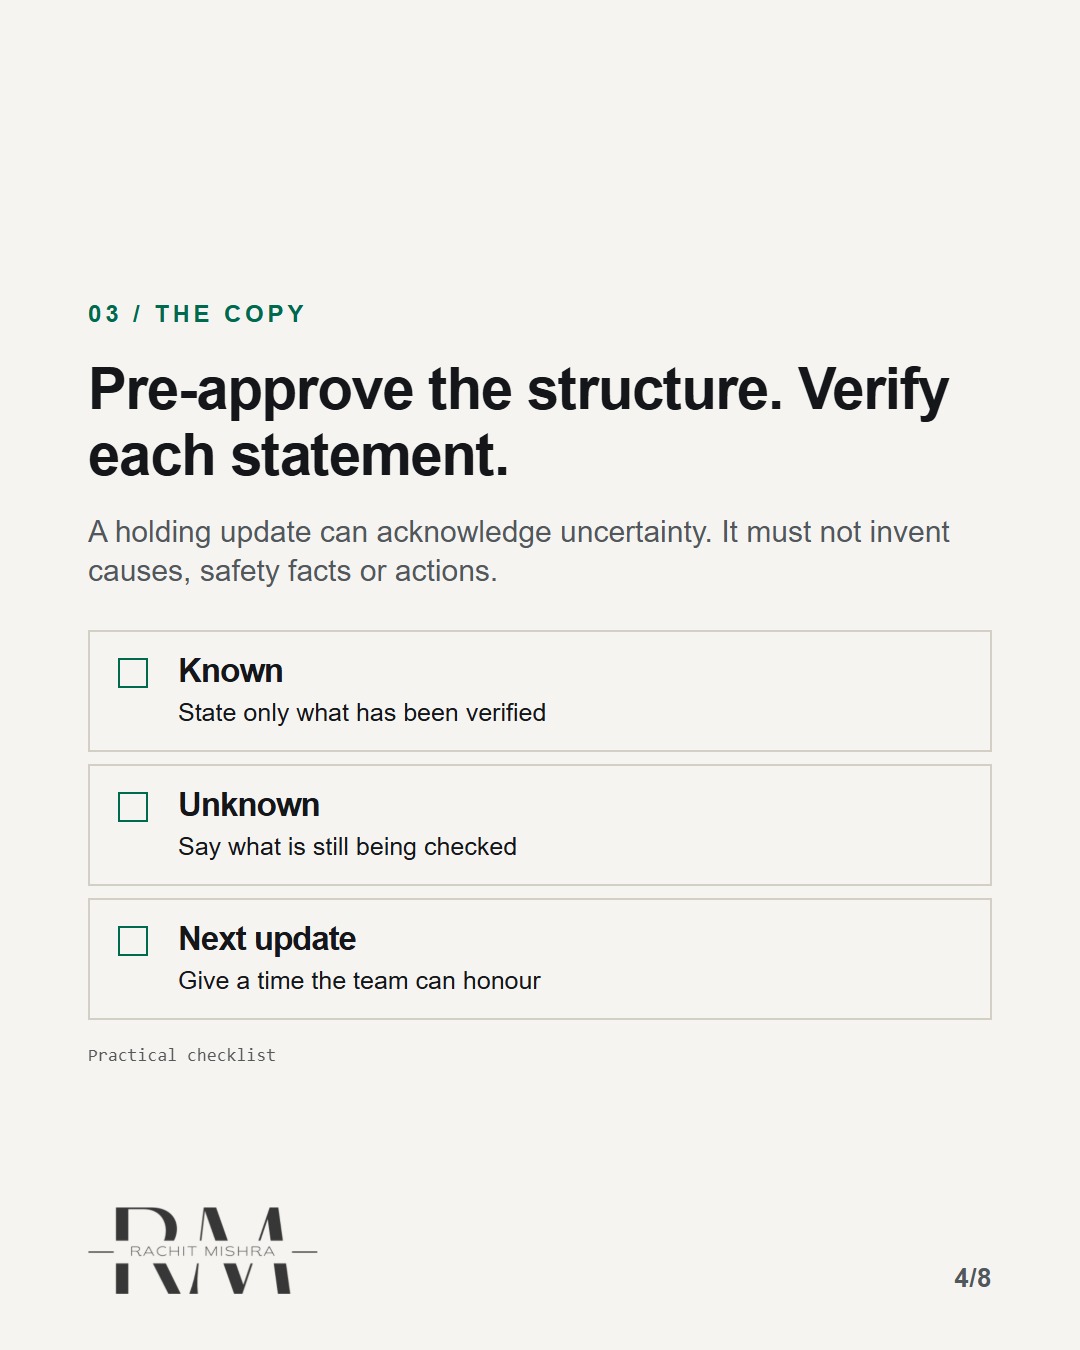 03 / THE COPY
Pre-approve the structure. Verify
each statement.
A holding update can acknowledge uncertainty. It must not invent
causes, safety facts or actions.
Known
State only what has been verified
Unknown
Say what is still being checked
Next update
Give a time the team can honour
Practical checklist
RM
RACHIT MISHRA
4/8